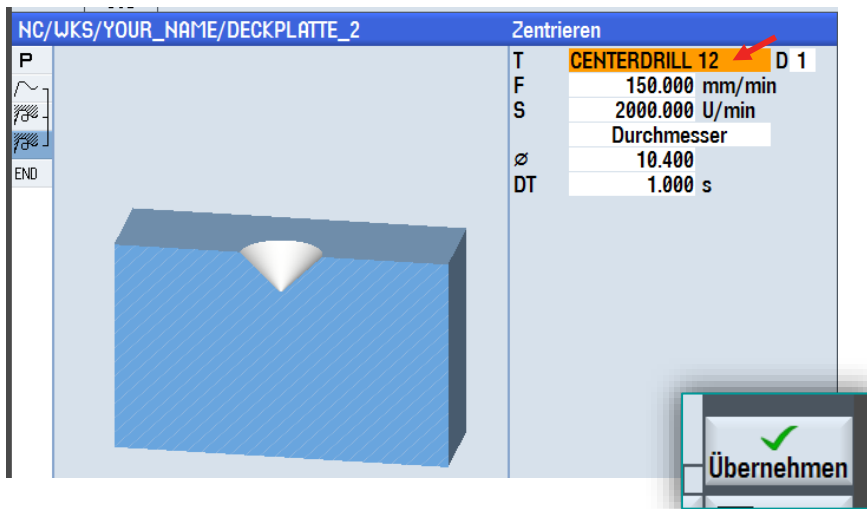 NC/WKS/YOUR_NAME/DECKPLATTE_2
Zentrieren
P
END
T CENTERDRILL 12 D 1
F 150.000 mm/min
S 2000.000 U/min
Durchmesser
ø 10.400
DT 1.000 s
Übernehmen